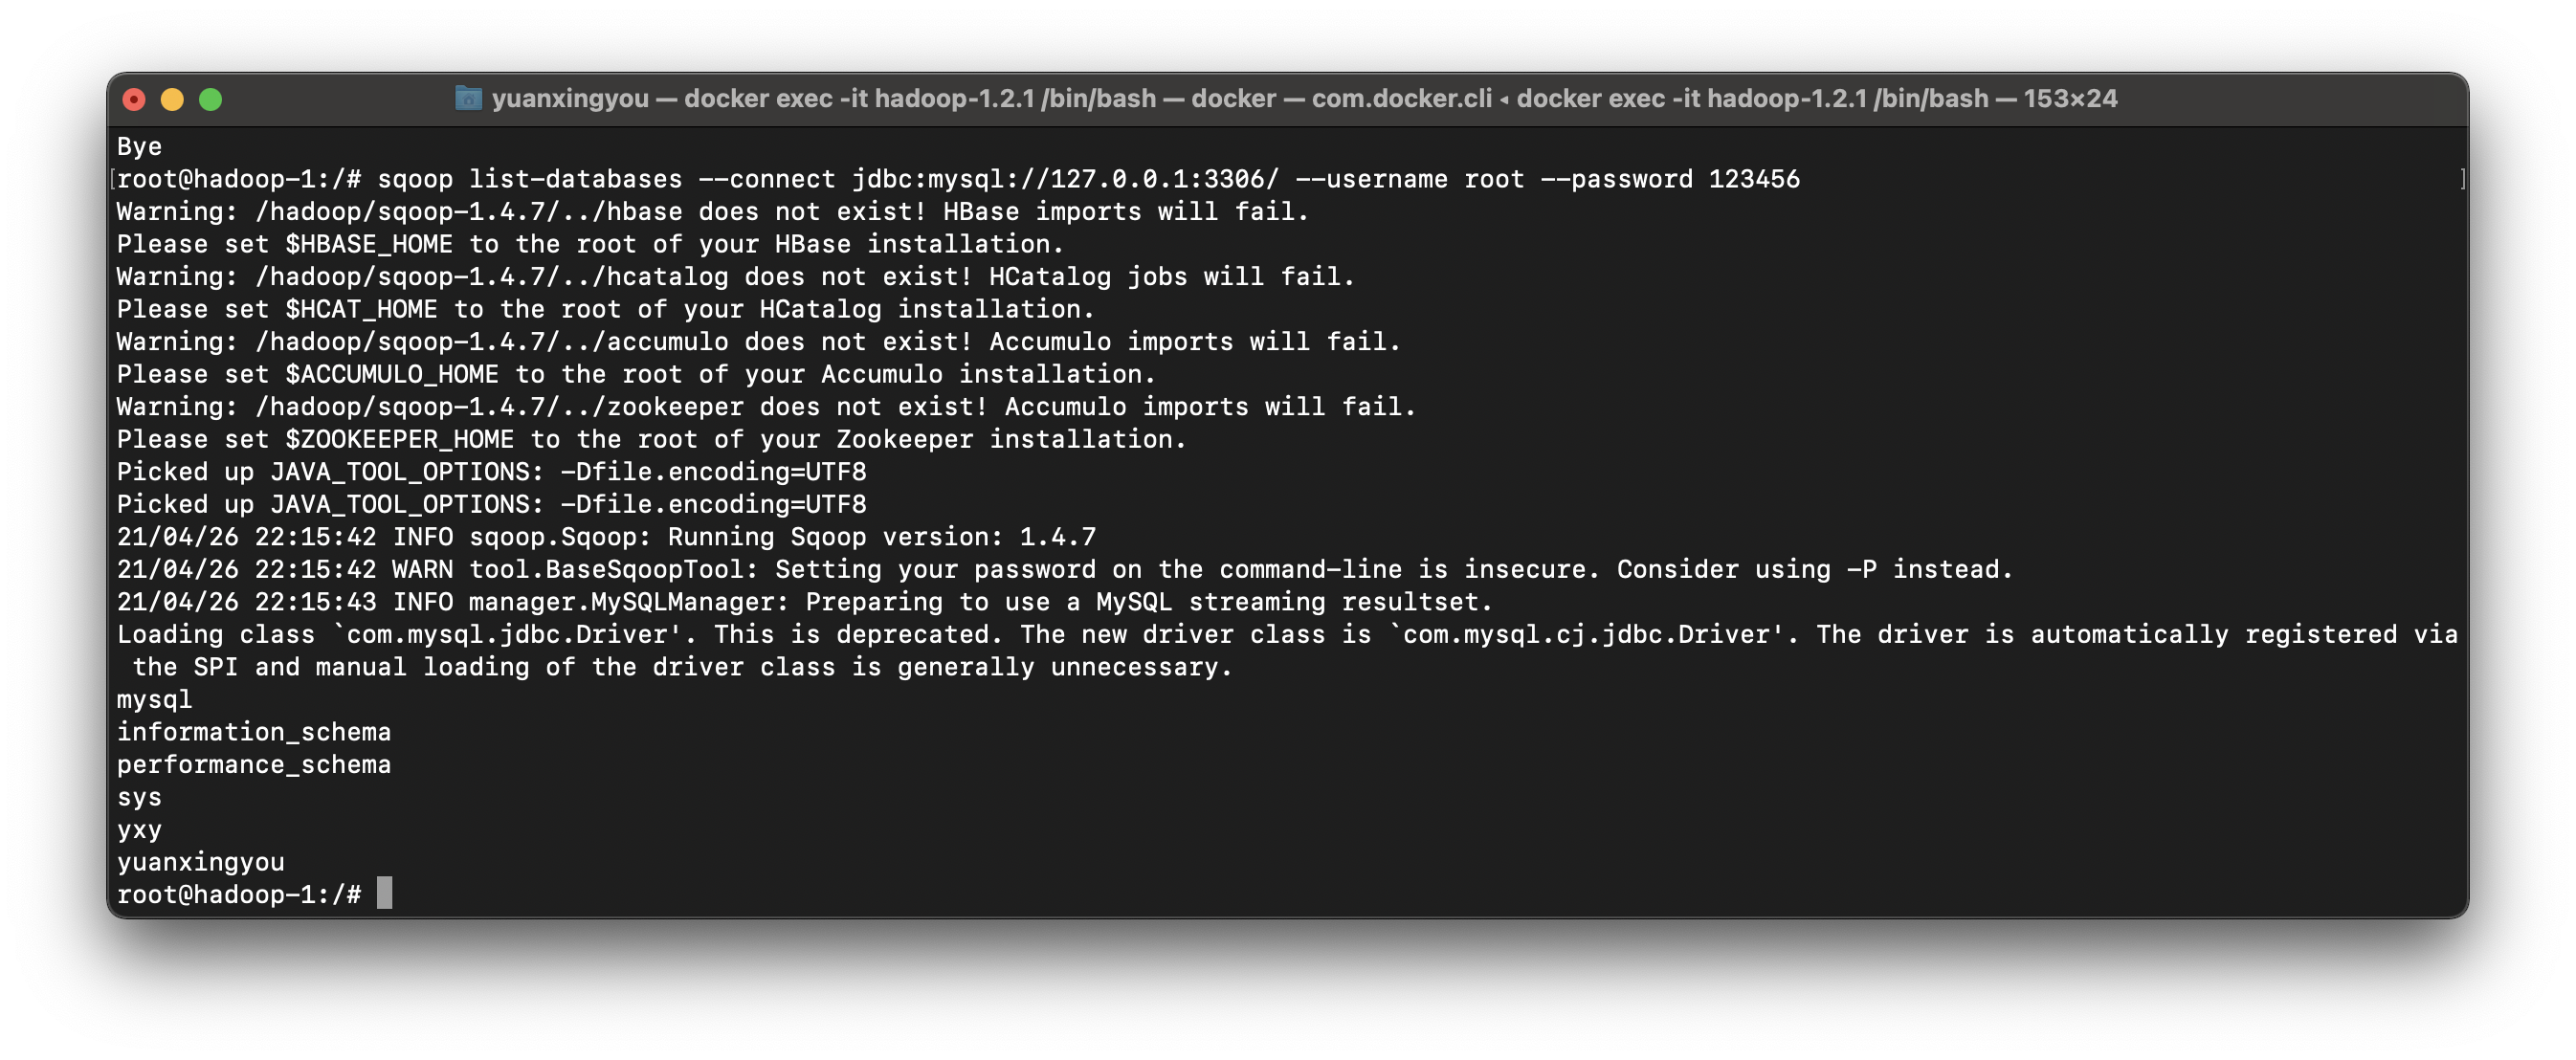 yuanxingyou — docker exec -it hadoop-1.2.1 /bin/bash — docker — com.docker.cli ◂ docker exec -it hadoop-1.2.1 /bin/bash — 153×24
Bye
[root@hadoop-1:/# sqoop list-databases --connect jdbc:mysql://127.0.0.1:3306/ --username root --password 123456 ]
Warning: /hadoop/sqoop-1.4.7/../hbase does not exist! HBase imports will fail.
Please set $HBASE_HOME to the root of your HBase installation.
Warning: /hadoop/sqoop-1.4.7/../hcatalog does not exist! HCatalog jobs will fail.
Please set $HCAT_HOME to the root of your HCatalog installation.
Warning: /hadoop/sqoop-1.4.7/../accumulo does not exist! Accumulo imports will fail.
Please set $ACCUMULO_HOME to the root of your Accumulo installation.
Warning: /hadoop/sqoop-1.4.7/../zookeeper does not exist! Accumulo imports will fail.
Please set $ZOOKEEPER_HOME to the root of your Zookeeper installation.
Picked up JAVA_TOOL_OPTIONS: -Dfile.encoding=UTF8
Picked up JAVA_TOOL_OPTIONS: -Dfile.encoding=UTF8
21/04/26 22:15:42 INFO sqoop.Sqoop: Running Sqoop version: 1.4.7
21/04/26 22:15:42 WARN tool.BaseSqoopTool: Setting your password on the command-line is insecure. Consider using -P instead.
21/04/26 22:15:43 INFO manager.MySQLManager: Preparing to use a MySQL streaming resultset.
Loading class `com.mysql.jdbc.Driver'. This is deprecated. The new driver class is `com.mysql.cj.jdbc.Driver'. The driver is automatically registered via
 the SPI and manual loading of the driver class is generally unnecessary.
mysql
information_schema
performance_schema
sys
yxy
yuanxingyou
root@hadoop-1:/#